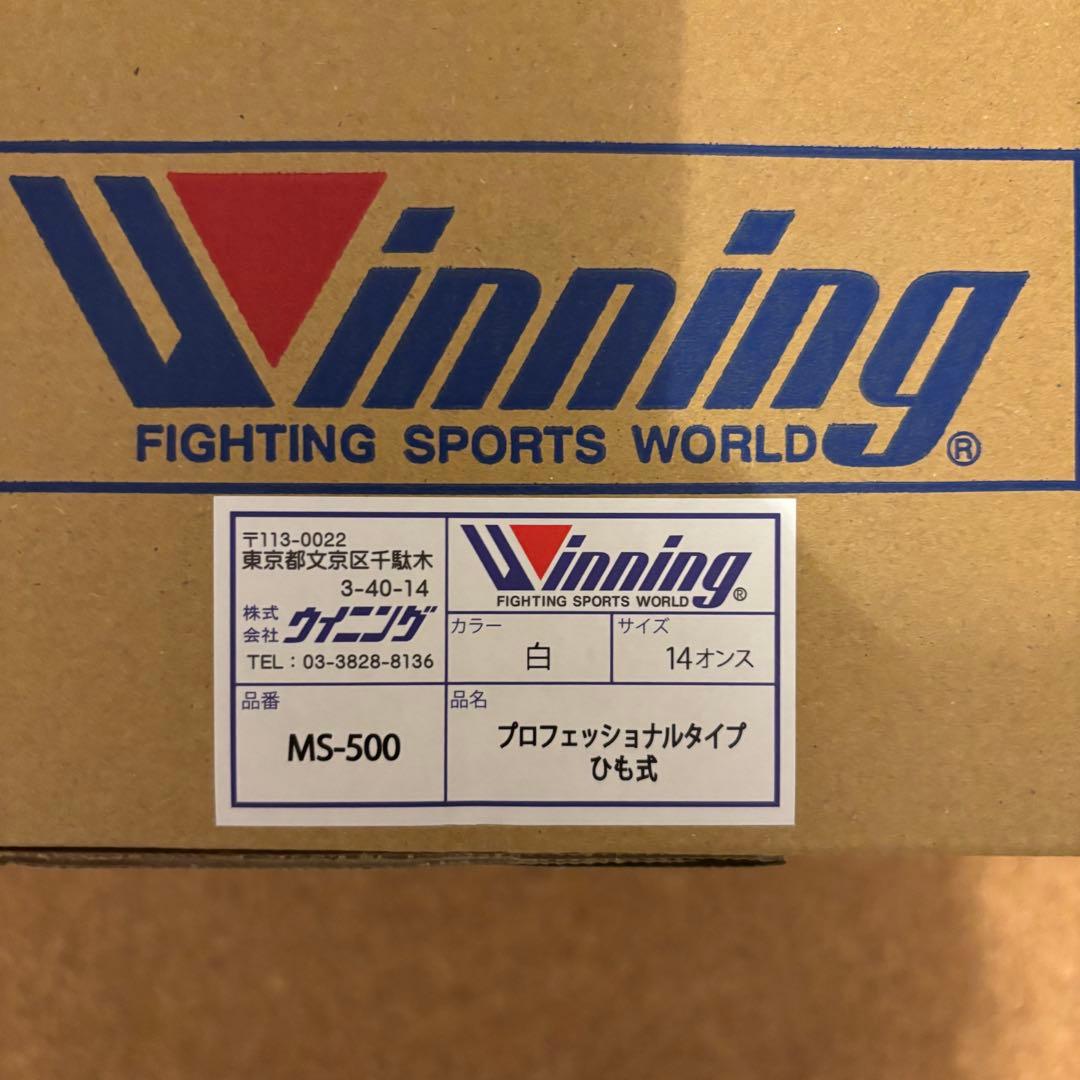 Winning
FIGHTING SPORTS WORLD ®
〒113-0022
東京都文京区千駄木
3-40-14
株式会社 ウイニング
TEL：03-3828-8136
Winning
FIGHTING SPORTS WORLD ®
カラー
白
サイズ
14オンス
品番
MS-500
品名
プロフェッショナルタイプ
ひも式